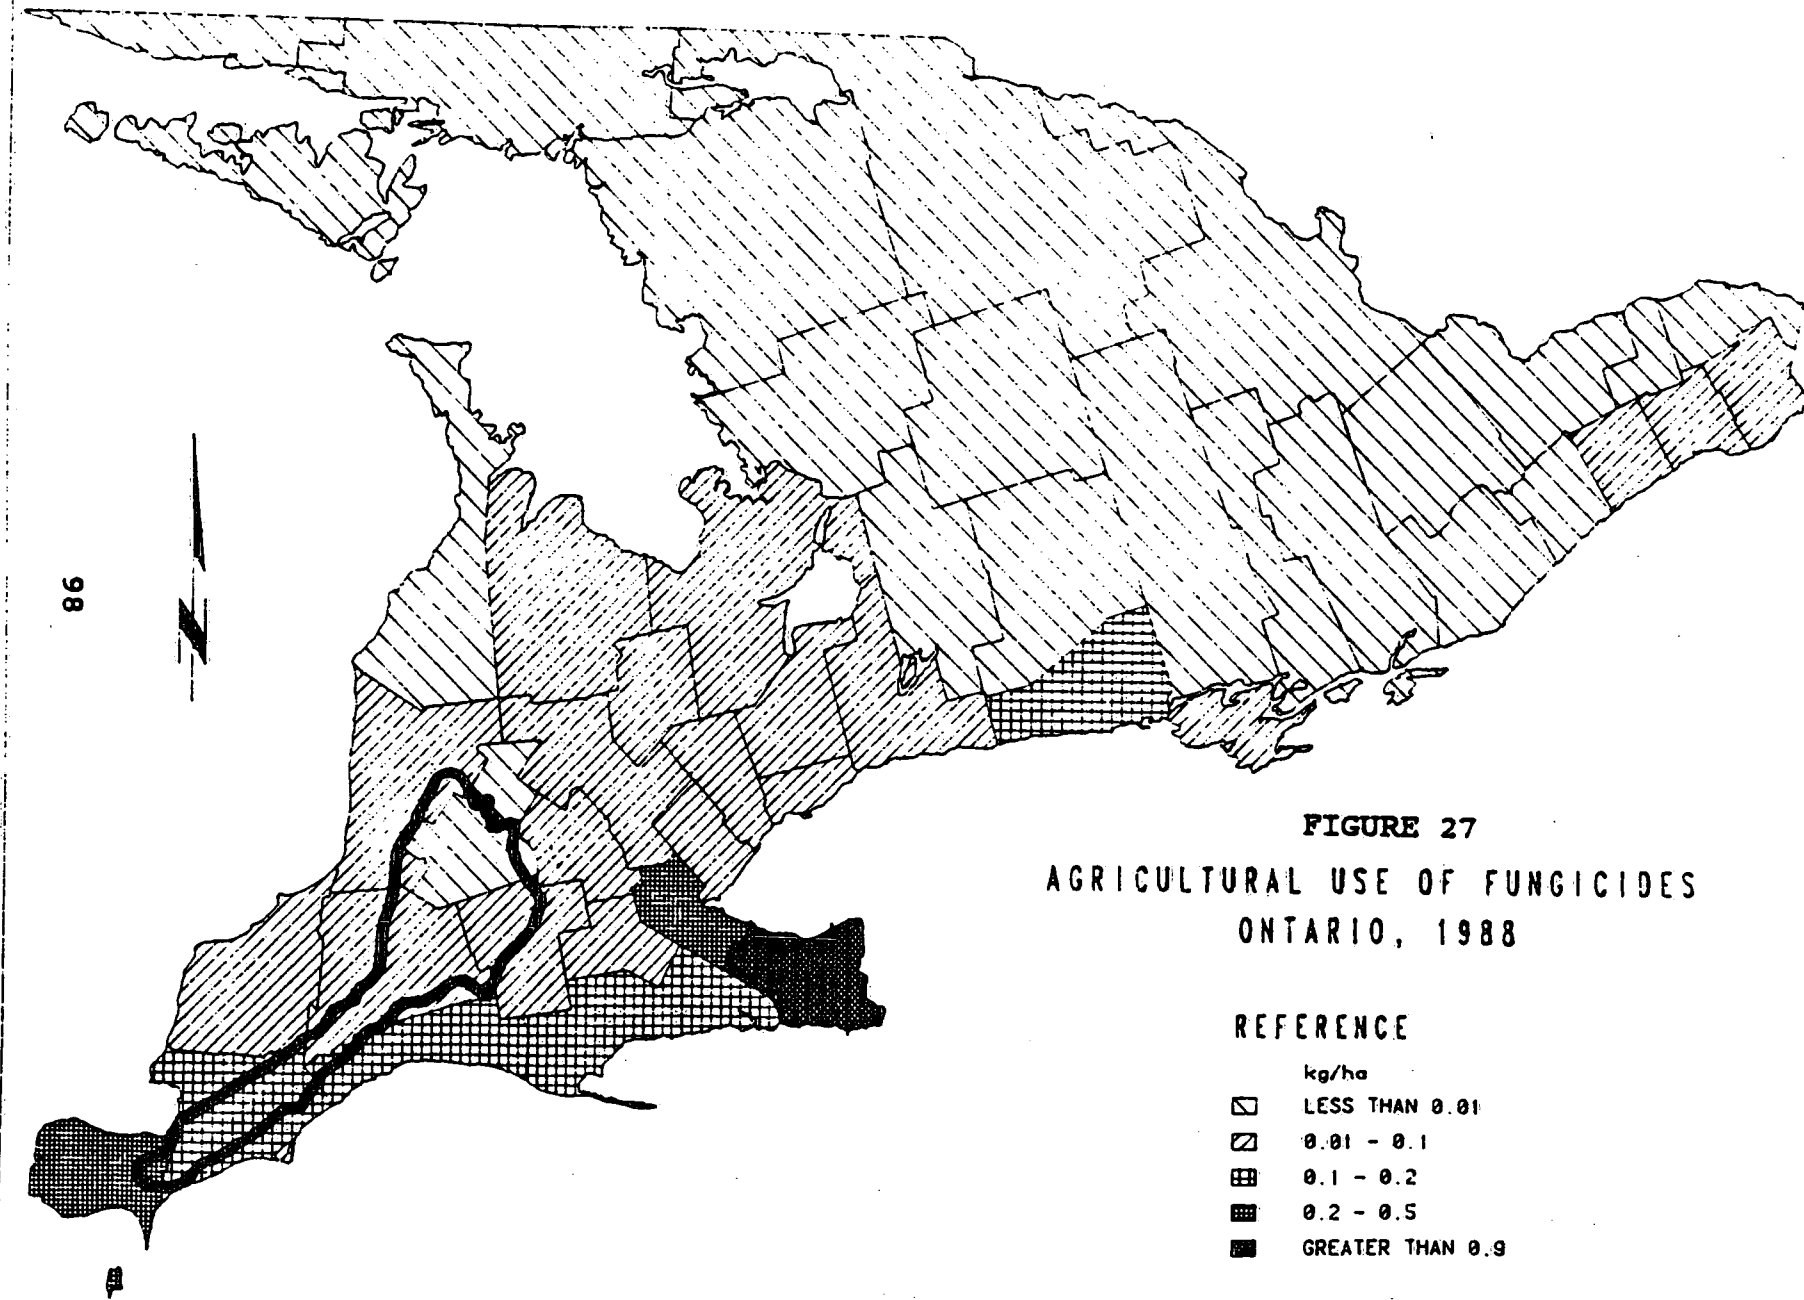 98
N
FIGURE 27
AGRICULTURAL USE OF FUNGICIDES
ONTARIO, 1988
REFERENCE
kg/ha
LESS THAN 0.01
0.01 - 0.1
0.1 - 0.2
0.2 - 0.5
GREATER THAN 0.9